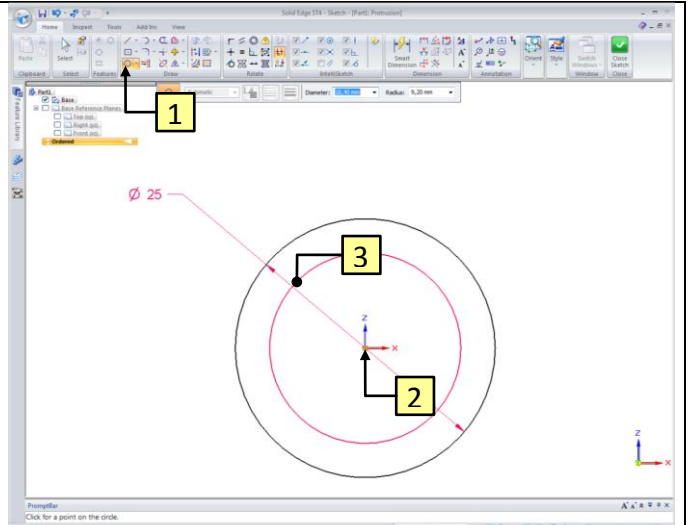 Solid Edge ST4 - Sketch - [Part1: Protrusion]
Home Inspect Tools Add-Ins View
Paste Select Smart Dimension Orient Style Switch Windows Close Sketch
Clipboard Select Features Draw Relate IntelliSketch Dimension Annotation Window Close
Automatic Diameter: Radius: 9,20 mm
Part1
Base
Base Reference Planes
Top (xy)
Right (yz)
Front (xz)
Ordered
Feature Library
1
Ø 25
3
Z
X
2
Z
X
PromptBar
Click for a point on the circle.